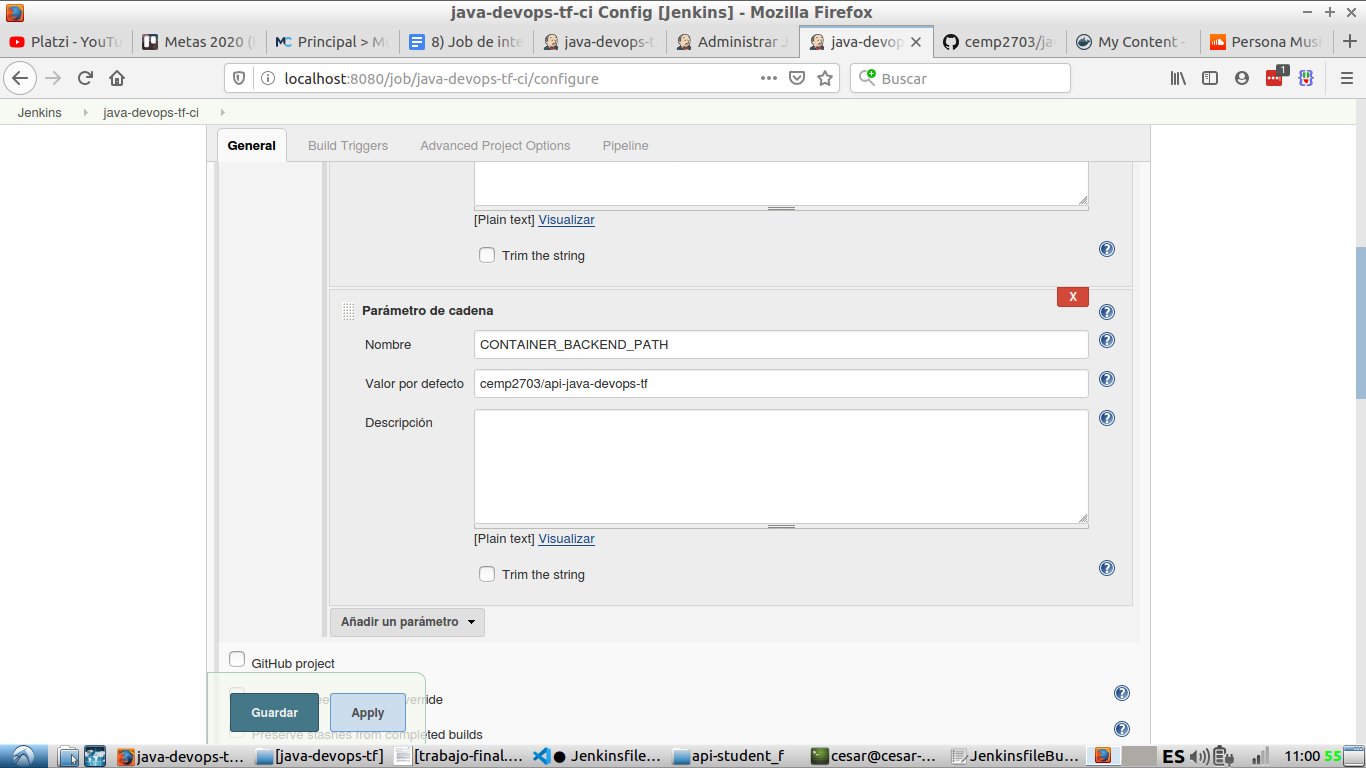 java-devops-tf-ci Config [Jenkins] - Mozilla Firefox
Platzi - YouTu
Metas 2020 (
Principal > Mo
8) Job de inte
java-devops-t
Administrar J
java-devop
cemp2703/ja
My Content -
Persona Musi
localhost:8080/job/java-devops-tf-ci/configure
Buscar
1
Jenkins
java-devops-tf-ci
General
Build Triggers
Advanced Project Options
Pipeline
[Plain text] Visualizar
Trim the string
X
Parámetro de cadena
Nombre
CONTAINER_BACKEND_PATH
Valor por defecto
cemp2703/api-java-devops-tf
Descripción
[Plain text] Visualizar
Trim the string
Añadir un parámetro
GitHub project
erride
Guardar
Apply
Preserve stashes from completed builds
java-devops-t...
[java-devops-tf]
[trabajo-final....
● Jenkinsfile...
api-student_f
cesar@cesar-...
JenkinsfileBu...
ES
11:00
55